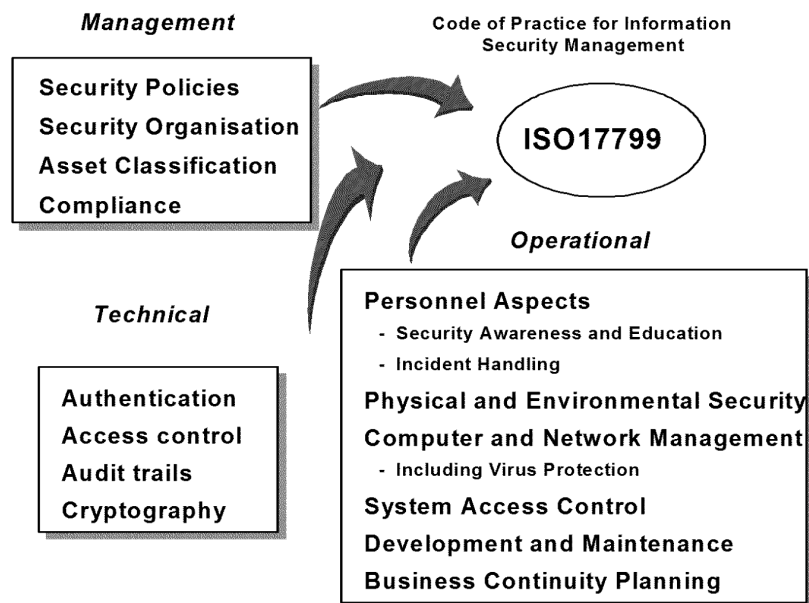 Management
Security Policies
Security Organisation
Asset Classification
Compliance
Code of Practice for Information
Security Management
ISO17799
Technical
Authentication
Access control
Audit trails
Cryptography
Operational
Personnel Aspects
- Security Awareness and Education
- Incident Handling
Physical and Environmental Security
Computer and Network Management
- Including Virus Protection
System Access Control
Development and Maintenance
Business Continuity Planning